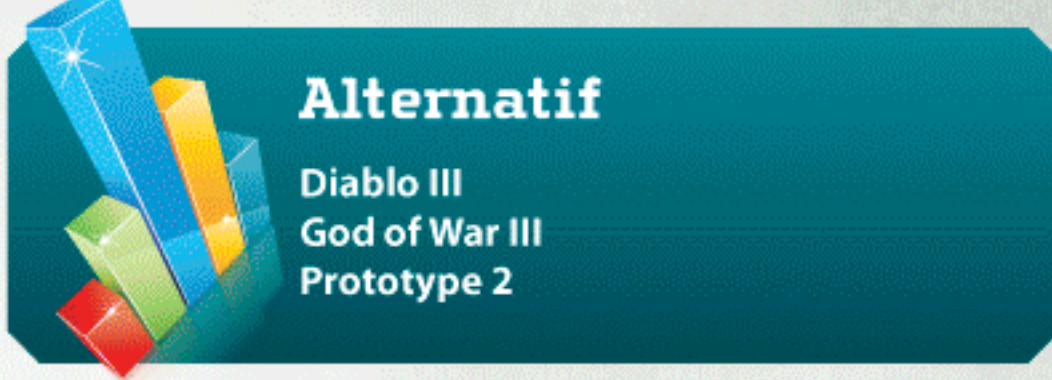 Alternatif
Diablo III
God of War III
Prototype 2